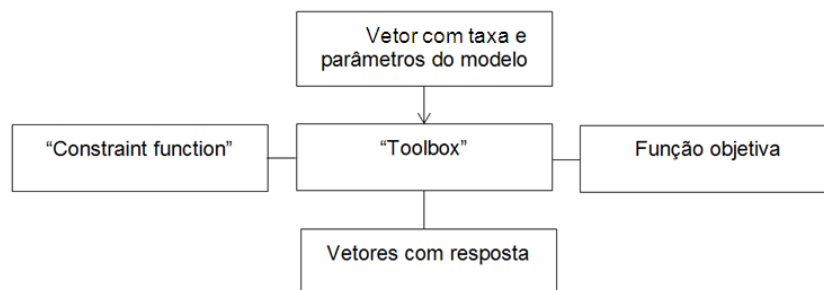 Vetor com taxa e
parâmetros do modelo
“Constraint function”
“Toolbox”
Função objetiva
Vetores com resposta